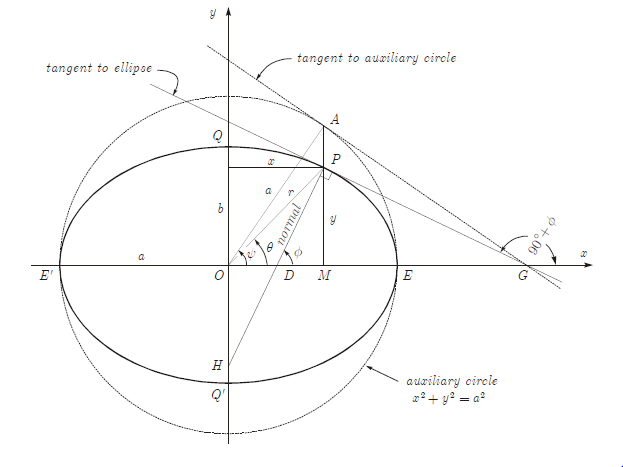 y
tangent to auxiliary circle
tangent to ellipse
A
Q
x
P
a
r
b
normal
y
90°+ φ
ψ
θ
φ
a
x
E'
O
D
M
E
G
H
auxiliary circle
x² + y² = a²
Q'